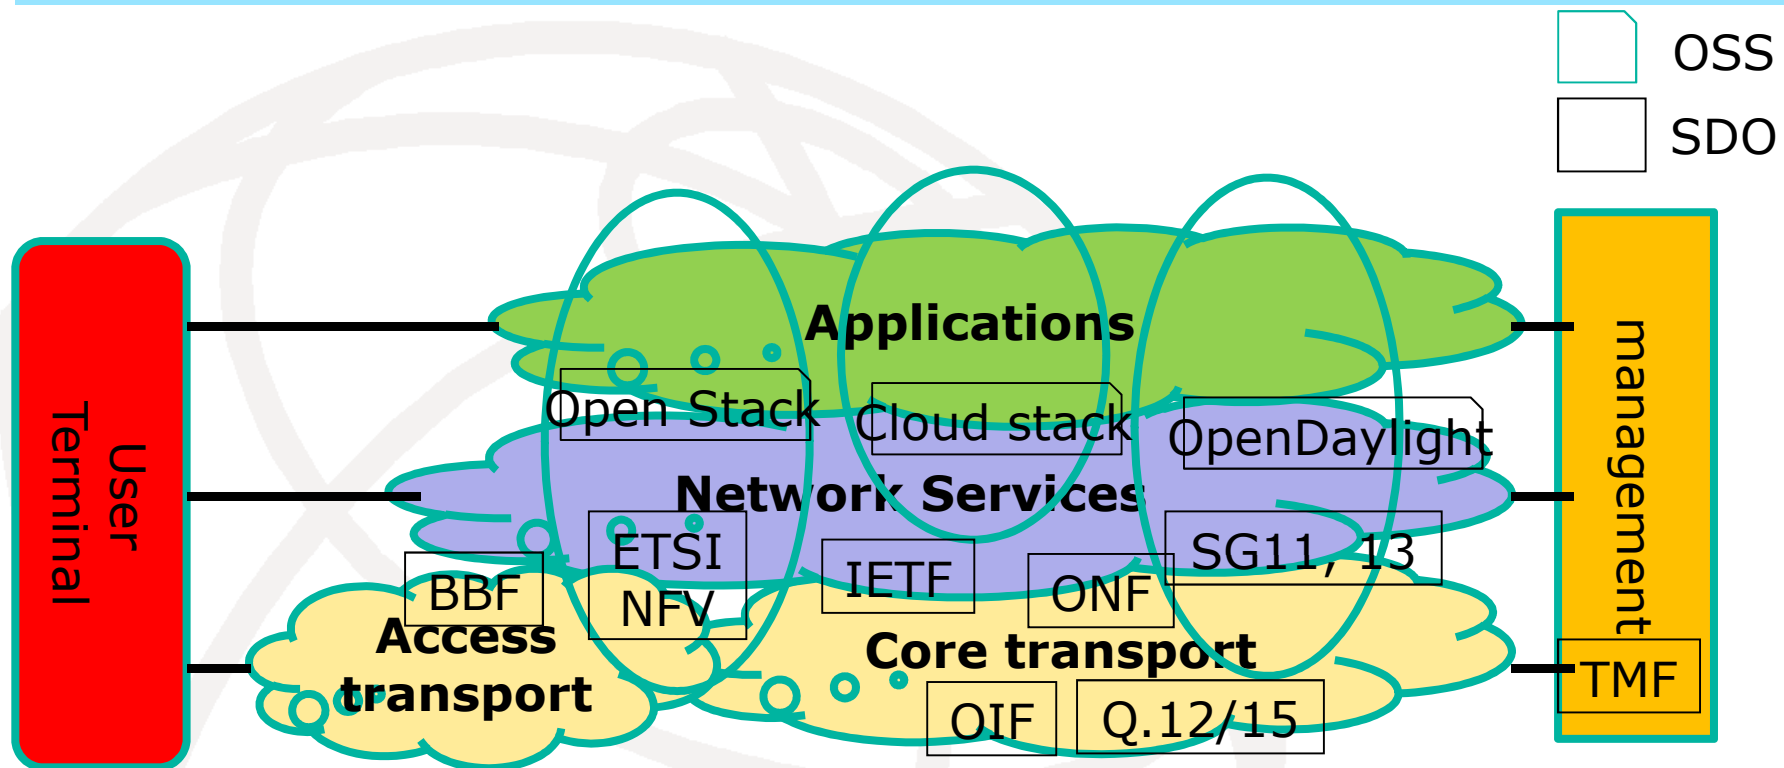 OSS
SDO
Applications
Open Stack
Cloud stack
OpenDaylight
Network Services
ETSI
NFV
SG11, 13
BBF
IETF
ONF
Access
transport
Core transport
OIF
Q.12/15
User
Terminal
management
TMF